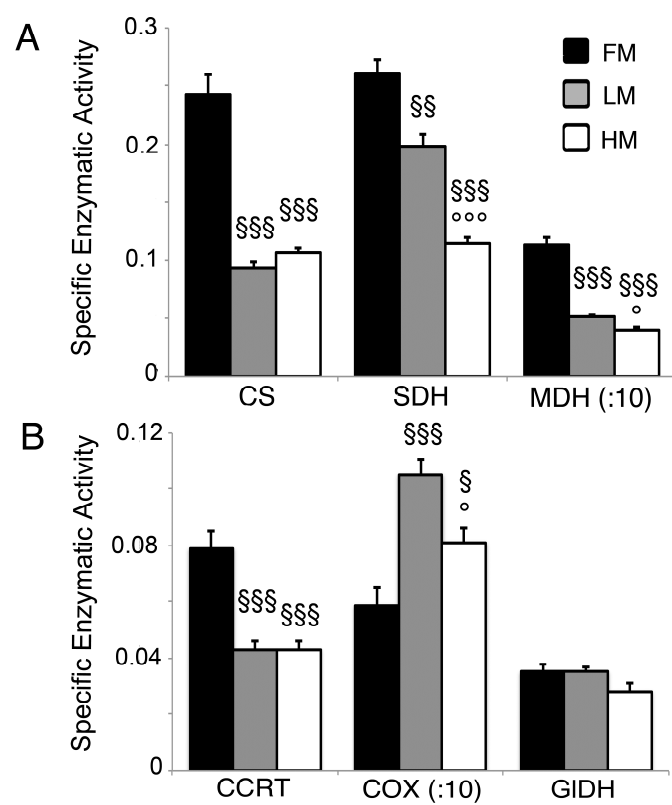 A
Specific Enzymatic Activity
0.3
0.2
0.1
0
FM
LM
HM
§§§
§§§
§§
§§§
°°°
§§§
§§§
°
CS
SDH
MDH (:10)
B
Specific Enzymatic Activity
0.12
0.08
0.04
0
§§§
§§§
§§§
§
°
CCRT
COX (:10)
GlDH